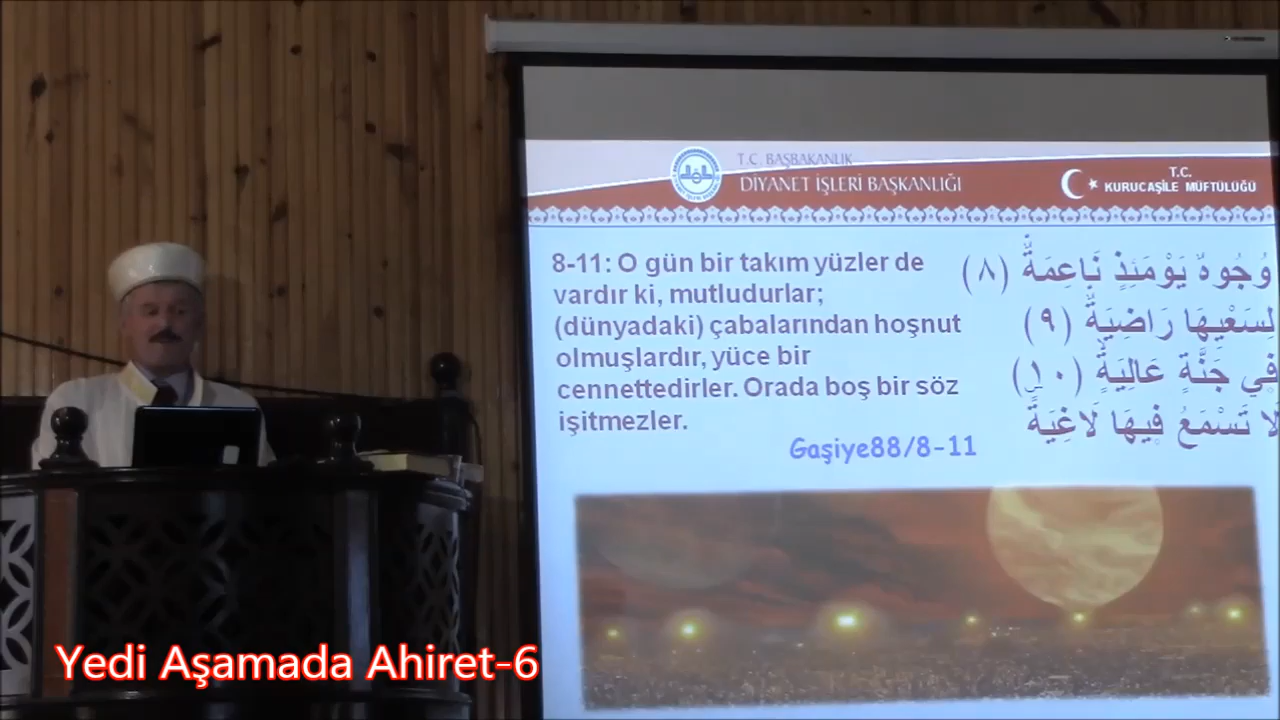 T.C. BAŞBAKANLIK
DİYANET İŞLERİ BAŞKANLIĞI
T.C.
KURUCAŞİLE MÜFTÜLÜĞÜ
8-11: O gün bir takım yüzler de
vardır ki, mutludurlar;
(dünyadaki) çabalarından hoşnut
olmuşlardır, yüce bir
cennettedirler. Orada boş bir söz
işitmezler.
Gaşiye88/8-11
وُجُوهٌ يَوْمَئِذٍ نَاعِمَةٌ (٨)
لِسَعْيِهَا رَاضِيَةٌ (٩)
فِي جَنَّةٍ عَالِيَةٍ (١٠)
لَا تَسْمَعُ فِيهَا لَاغِيَةً
Yedi Aşamada Ahiret-6